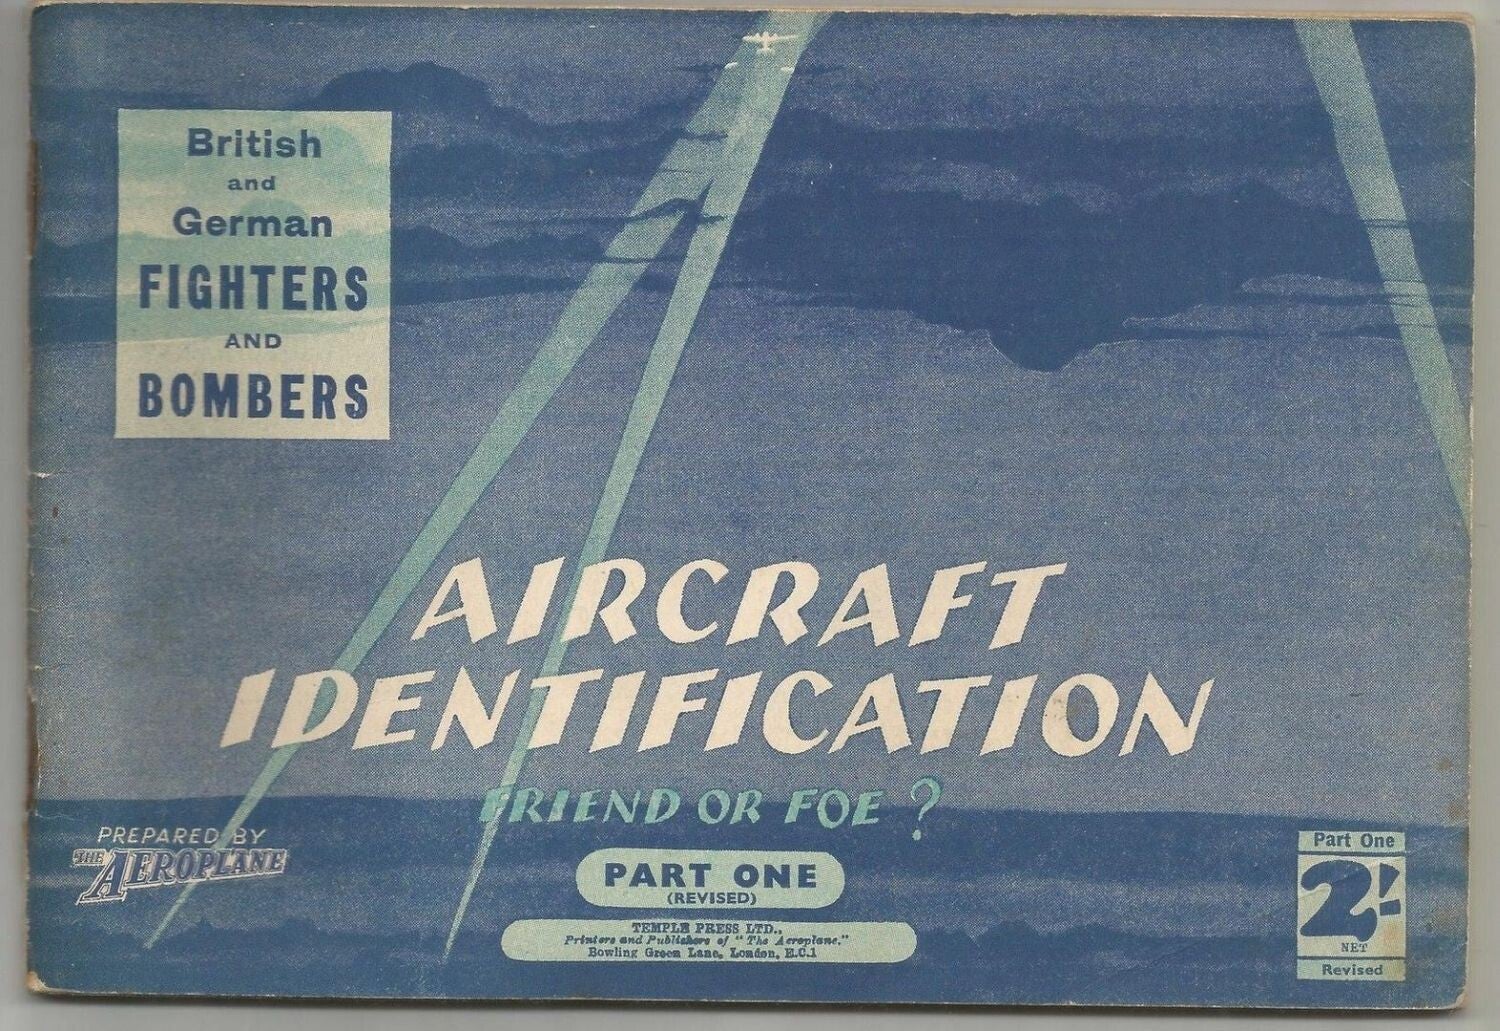 British
and
German
FIGHTERS
AND
BOMBERS
AIRCRAFT
IDENTIFICATION
FRIEND OR FOE ?
PREPARED BY
THE AEROPLANE
PART ONE
(REVISED)
TEMPLE PRESS LTD.,
Printers and Publishers of "The Aeroplane."
Bowling Green Lane, London, E.C.1
Part One
2/-
NET
Revised